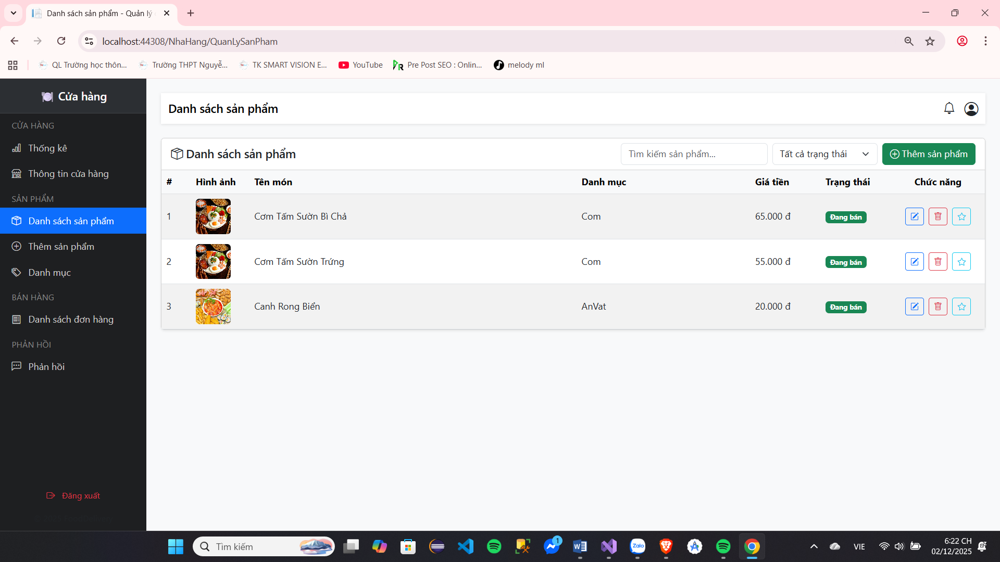 Danh sách sản phẩm - Quản lý
localhost:44308/NhaHang/QuanLySanPham
QL Trường học thôn... Trường THPT Nguyễ... TK SMART VISION E... YouTube Pre Post SEO : Onlin... melody ml
Cửa hàng
CỬA HÀNG
Thống kê
Thông tin cửa hàng
SẢN PHẨM
Danh sách sản phẩm
Thêm sản phẩm
Danh mục
BÁN HÀNG
Danh sách đơn hàng
PHẢN HỒI
Phản hồi
Đăng xuất
Danh sách sản phẩm
Danh sách sản phẩm Tìm kiếm sản phẩm... Tất cả trạng thái Thêm sản phẩm
# Hình ảnh Tên món Danh mục Giá tiền Trạng thái Chức năng
1 Cơm Tấm Sườn Bì Chả Com 65.000 đ Đang bán
2 Cơm Tấm Sườn Trứng Com 55.000 đ Đang bán
3 Canh Rong Biển AnVat 20.000 đ Đang bán
Tìm kiếm
1
Zalo
VIE
6:22 CH
02/12/2025